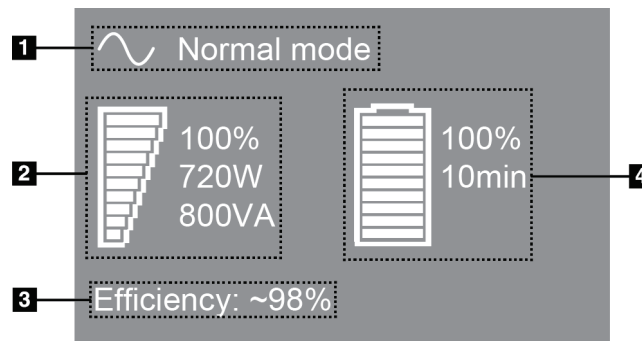 1
Normal mode
2
100%
720W
800VA
100%
10min
4
3
Efficiency: ~98%